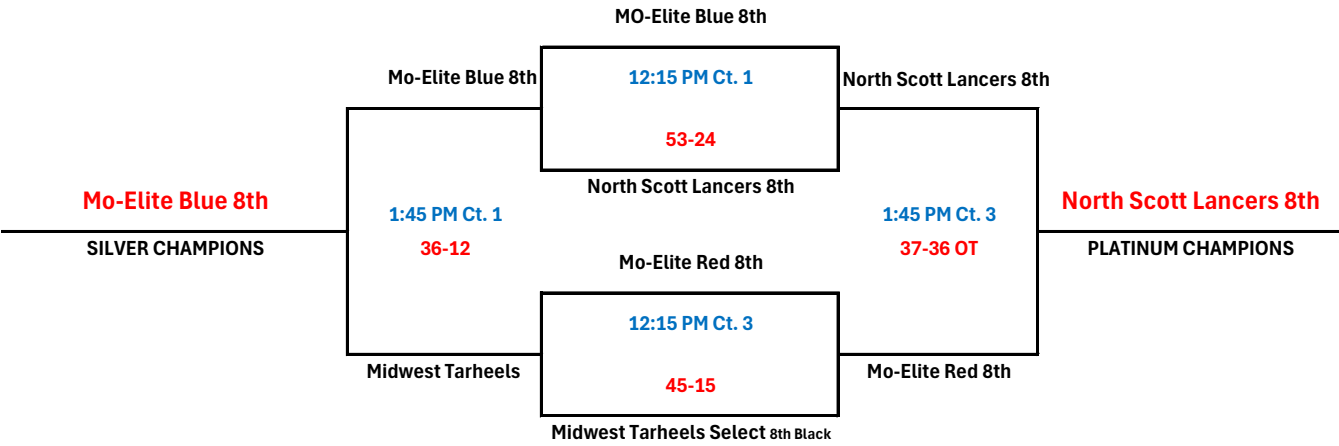 MO-Elite Blue 8th
Mo-Elite Blue 8th
12:15 PM Ct. 1
North Scott Lancers 8th
53-24
North Scott Lancers 8th
Mo-Elite Blue 8th
1:45 PM Ct. 1
1:45 PM Ct. 3
North Scott Lancers 8th
SILVER CHAMPIONS
36-12
37-36 OT
PLATINUM CHAMPIONS
Mo-Elite Red 8th
12:15 PM Ct. 3
Midwest Tarheels
Mo-Elite Red 8th
45-15
Midwest Tarheels Select 8th Black